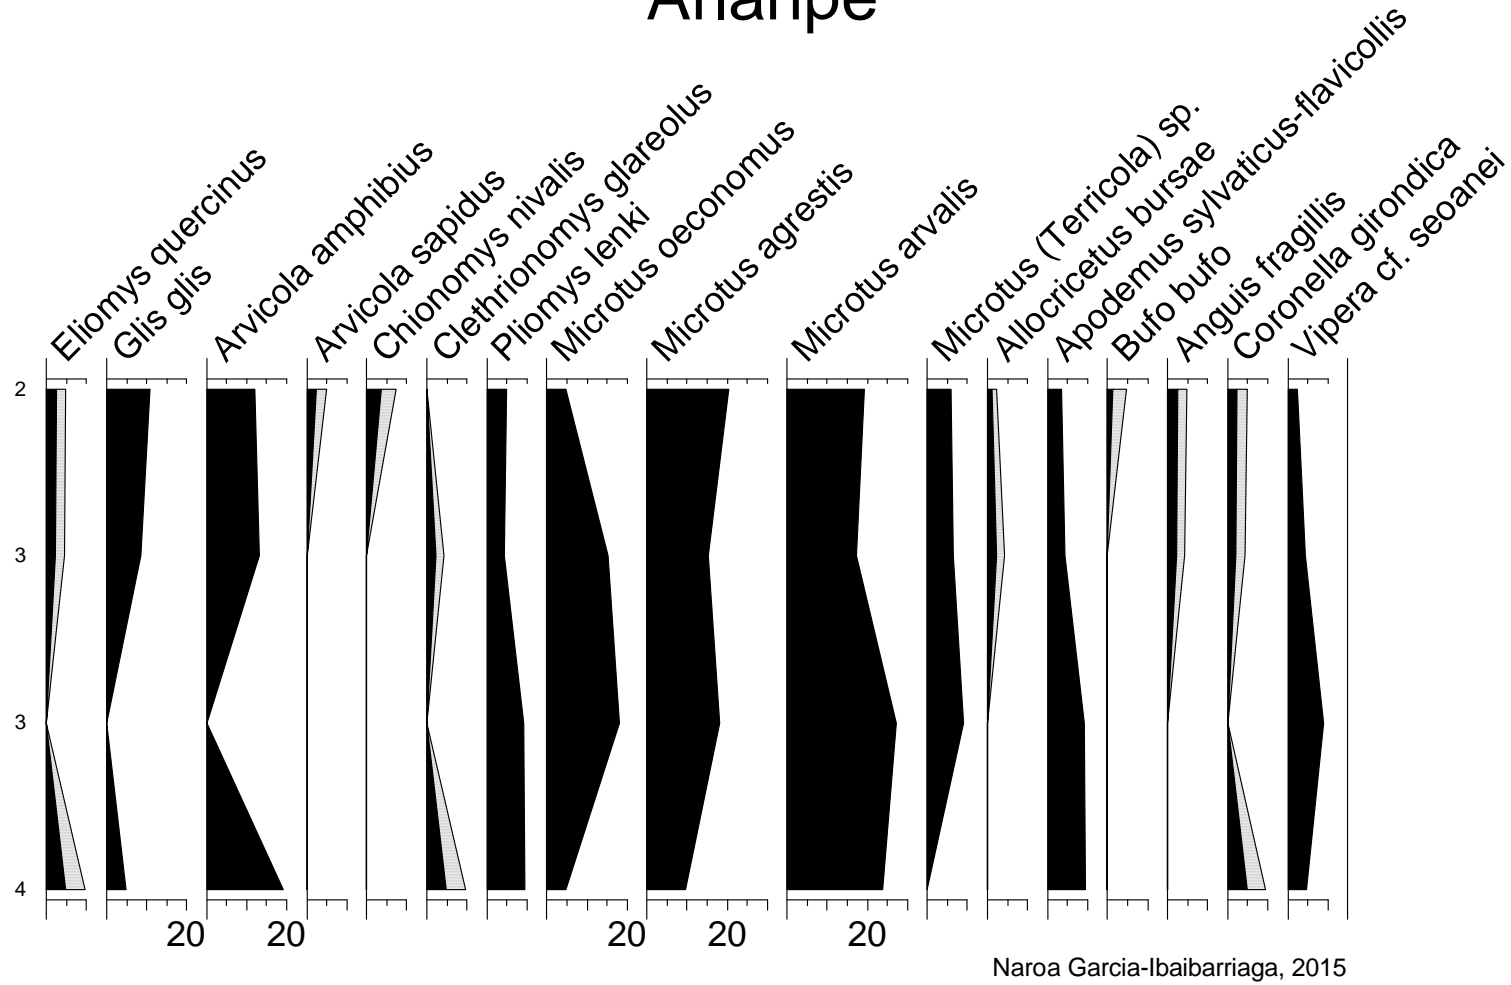 Eliomys quercinus
Glis glis
Arvicola amphibius
Arvicola sapidus
Chionomys nivalis
Clethrionomys glareolus
Pliomys lenki
Microtus oeconomus
Microtus agrestis
Microtus arvalis
Microtus (Terricola) sp.
Allocricetus bursae
Apodemus sylvaticus-flavicollis
Bufo bufo
Anguis fragillis
Coronella girondica
Vipera cf. seoanei
2
3
3
4
20 20 20 20 20
Naroa Garcia-Ibaibarriaga, 2015